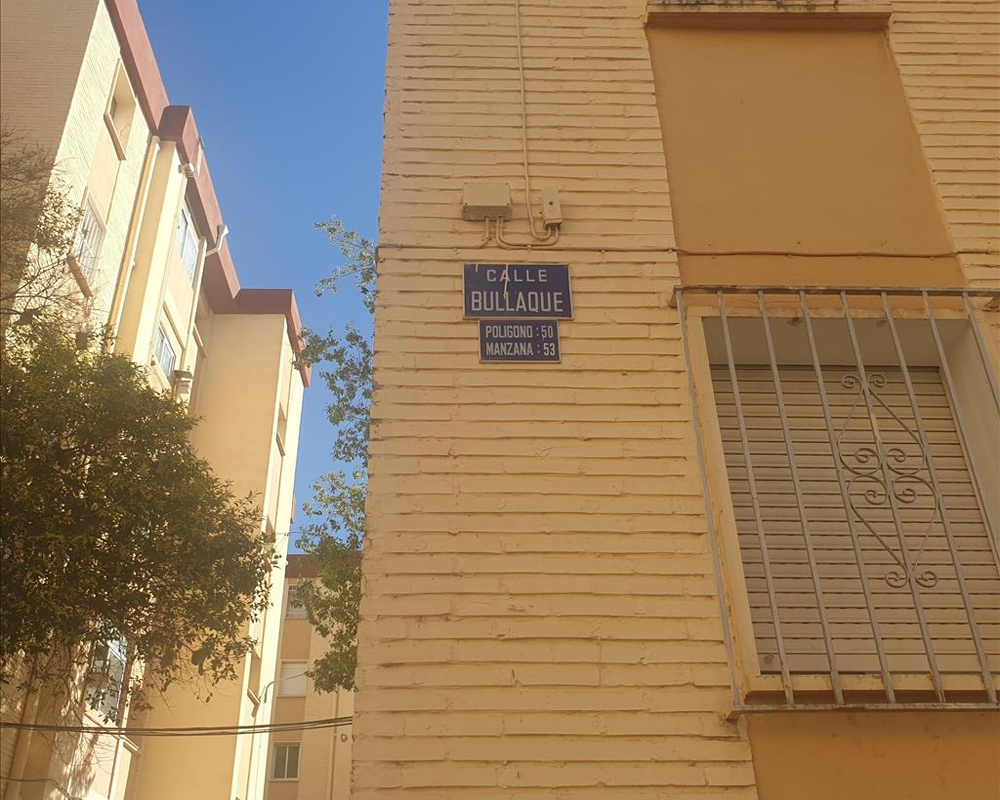 CALLE
BULLAQUE
POLIGONO : 50
MANZANA : 53